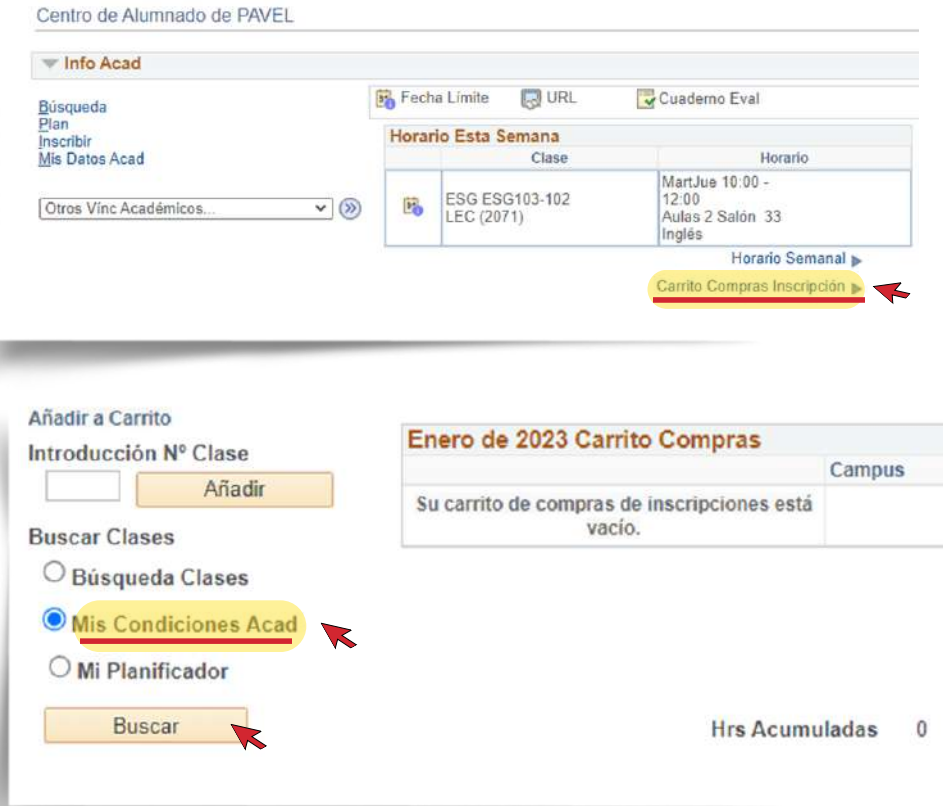 Centro de Alumnado de PAVEL
Info Acad
Búsqueda
Plan
Inscribir
Mis Datos Acad
Otros Vínc Académicos...
Fecha Límite URL Cuaderno Eval
Horario Esta Semana
Clase Horario
ESG ESG103-102
LEC (2071)
MartJue 10:00 -
12:00
Aulas 2 Salón 33
Inglés
Horario Semanal
Carrito Compras Inscripción
Añadir a Carrito
Introducción Nº Clase
Añadir
Buscar Clases
Búsqueda Clases
Mis Condiciones Acad
Mi Planificador
Buscar
Enero de 2023 Carrito Compras
Campus
Su carrito de compras de inscripciones está
vacío.
Hrs Acumuladas 0